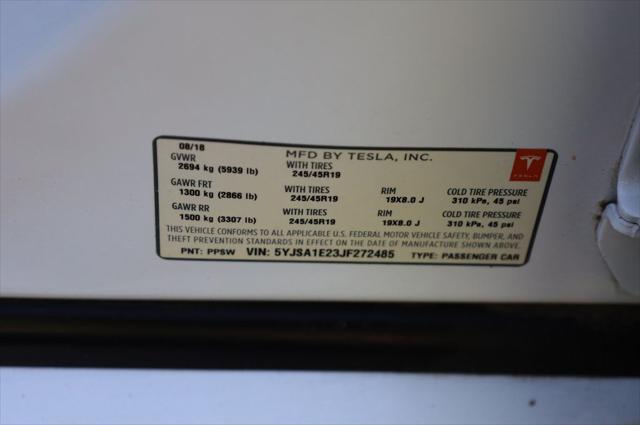 08/18
MFD BY TESLA, INC.
GVWR
2694 kg (5939 lb)
WITH TIRES
245/45R19
TESLA
GAWR FRT
1300 kg (2866 lb)
WITH TIRES
245/45R19
RIM
19X8.0 J
COLD TIRE PRESSURE
310 kPa, 45 psi
GAWR RR
1500 kg (3307 lb)
WITH TIRES
245/45R19
RIM
19X8.0 J
COLD TIRE PRESSURE
310 kPa, 45 psi
THIS VEHICLE CONFORMS TO ALL APPLICABLE U.S. FEDERAL MOTOR VEHICLE SAFETY, BUMPER, AND
THEFT PREVENTION STANDARDS IN EFFECT ON THE DATE OF MANUFACTURE SHOWN ABOVE.
PNT: PPSW VIN: 5YJSA1E23JF272485 TYPE: PASSENGER CAR